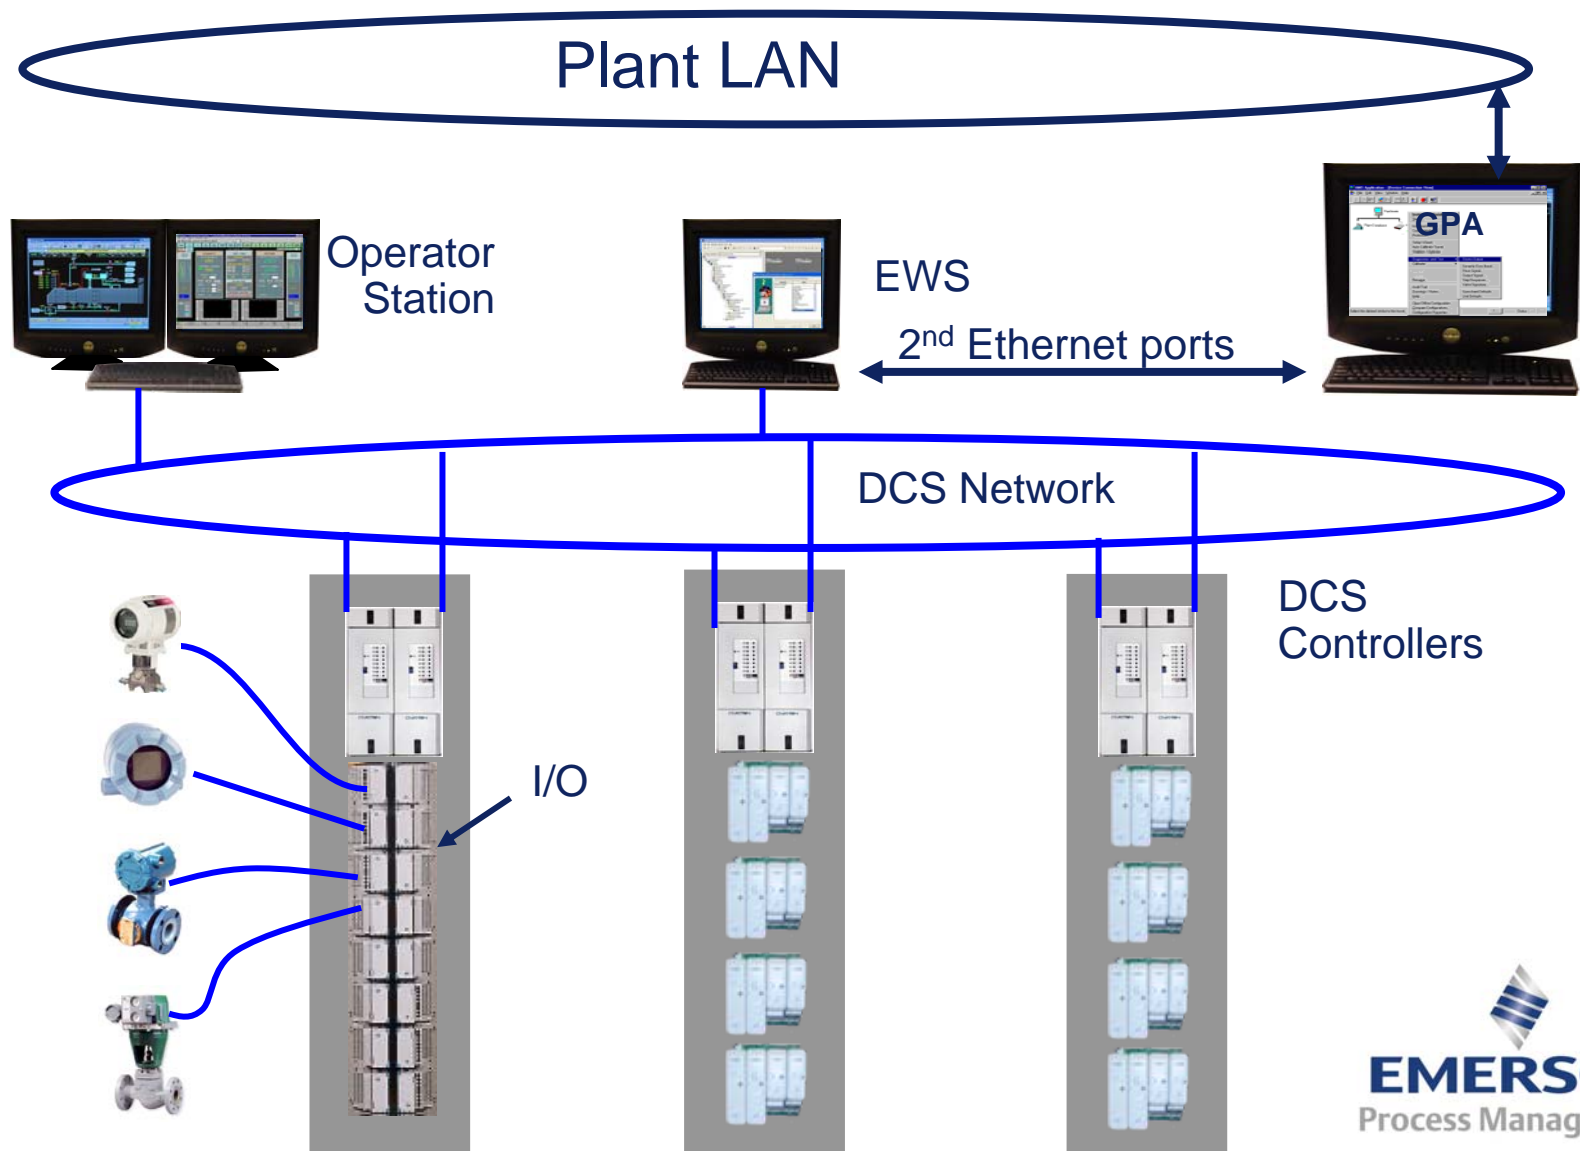 Plant LAN
Operator
Station
EWS
GPA
2nd Ethernet ports
DCS Network
DCS
Controllers
I/O
EMERS
Process Manag